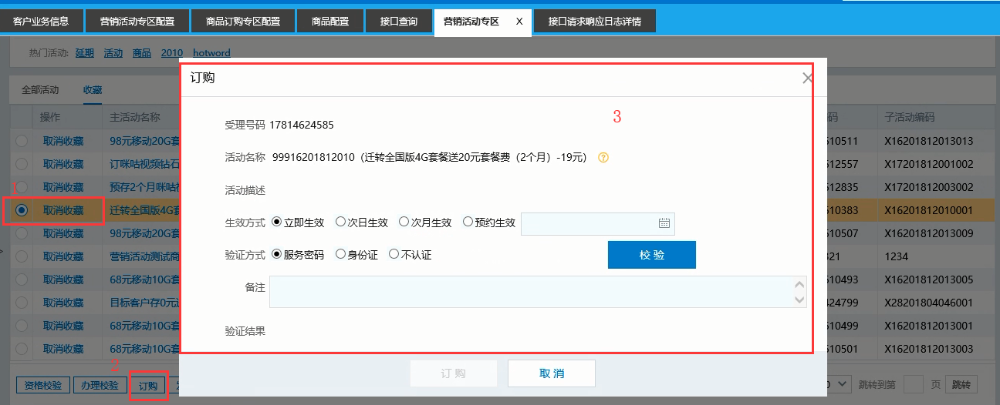 客户业务信息 营销活动专区配置 商品订购专区配置 商品配置 接口查询 营销活动专区 X 接口请求响应日志详情
热门活动: 延期 活动 商品 2010 hotword
全部活动 收藏
操作 主活动名称 码 子活动编码
取消收藏 98元移动20G套 510511 X16201812013013
取消收藏 订咪咕视频钻石 512557 X17201812001002
1 取消收藏 预存2个月咪咕 512835 X17201812003002
取消收藏 迁转全国版4G套 510383 X16201812010001
取消收藏 98元移动20G套 510507 X16201812013009
取消收藏 营销活动测试商 321 1234
取消收藏 68元移动10G套 510493 X16201812013005
取消收藏 目标客户存0元 424799 X28201804046001
取消收藏 68元移动10G套 510499 X16201812013001
取消收藏 68元移动10G套 510501 X16201812013003
2
资格校验 办理校验 订购 跳转到第 页 跳转
订购
3
受理号码 17814624585
活动名称 99916201812010（迁转全国版4G套餐送20元套餐费（2个月）-19元） ?
活动描述
生效方式 立即生效 次日生效 次月生效 预约生效
验证方式 服务密码 身份证 不认证 校 验
备注
验证结果
订 购 取 消